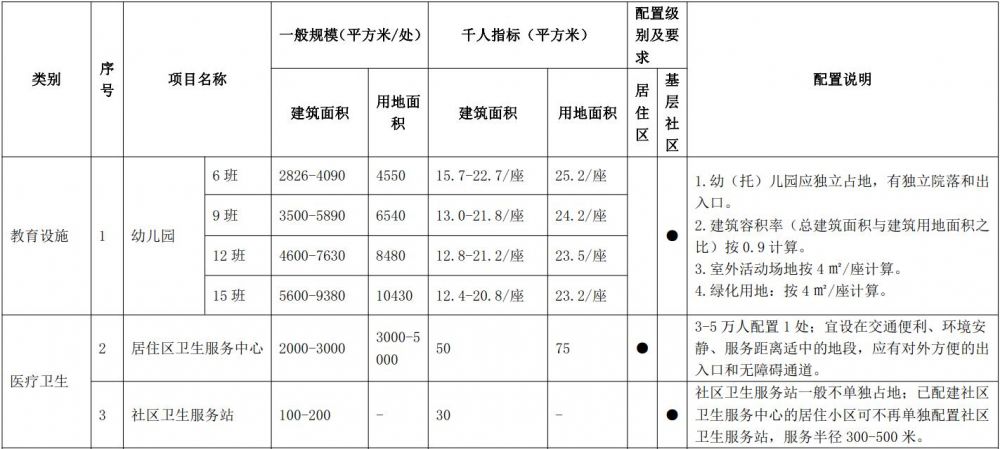 类别
序号
项目名称
一般规模（平方米/处）
千人指标（平方米）
配置级别及要求
配置说明
建筑面积
用地面积
建筑面积
用地面积
居住区
基层社区
教育设施
1
幼儿园
6 班
2826-4090
4550
15.7-22.7/座
25.2/座
9 班
3500-5890
6540
13.0-21.8/座
24.2/座
12 班
4600-7630
8480
12.8-21.2/座
23.5/座
15 班
5600-9380
10430
12.4-20.8/座
23.2/座
●
1.幼（托）儿园应独立占地，有独立院落和出
入口。
2.建筑容积率（总建筑面积与建筑用地面积之
比）按 0.9 计算。
3.室外活动场地按 4 ㎡/座计算。
4.绿化用地：按 4㎡/座计算。
医疗卫生
2
居住区卫生服务中心
2000-3000
3000-5
000
50
75
●
3-5 万人配置 1 处；宜设在交通便利、环境安
静、服务距离适中的地段，应有对外方便的出
入口和无障碍通道。
3
社区卫生服务站
100-200
-
30
-
●
社区卫生服务站一般不单独占地；已配建社区
卫生服务中心的居住小区可不再单独配置社区
卫生服务站，服务半径 300-500 米。